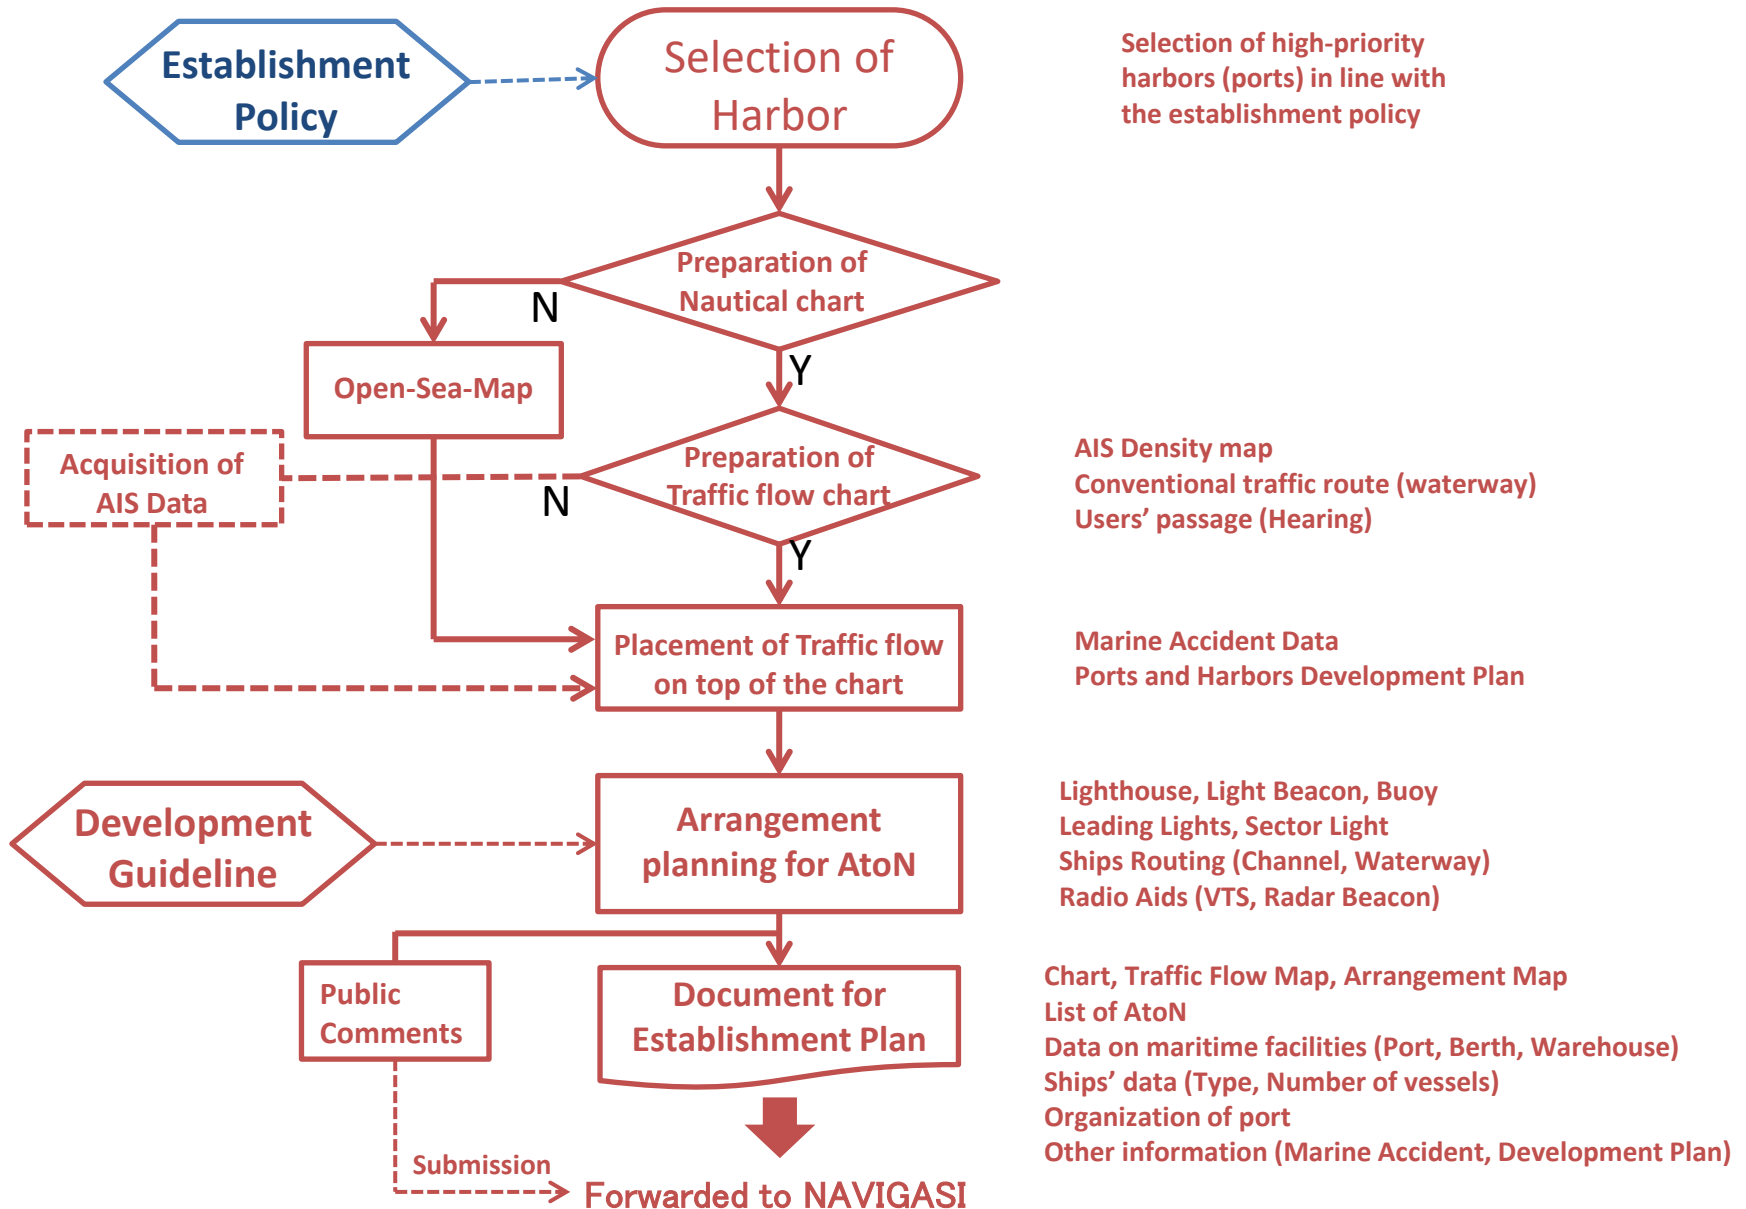 Establishment
Policy
Selection of
Harbor
Selection of high-priority
harbors (ports) in line with
the establishment policy
Preparation of
Nautical chart
N
Y
Open-Sea-Map
Acquisition of
AIS Data
Preparation of
Traffic flow chart
N
Y
AIS Density map
Conventional traffic route (waterway)
Users’ passage (Hearing)
Placement of Traffic flow
on top of the chart
Marine Accident Data
Ports and Harbors Development Plan
Development
Guideline
Arrangement
planning for AtoN
Lighthouse, Light Beacon, Buoy
Leading Lights, Sector Light
Ships Routing (Channel, Waterway)
Radio Aids (VTS, Radar Beacon)
Public
Comments
Document for
Establishment Plan
Chart, Traffic Flow Map, Arrangement Map
List of AtoN
Data on maritime facilities (Port, Berth, Warehouse)
Ships’ data (Type, Number of vessels)
Organization of port
Other information (Marine Accident, Development Plan)
Submission
Forwarded to NAVIGASI